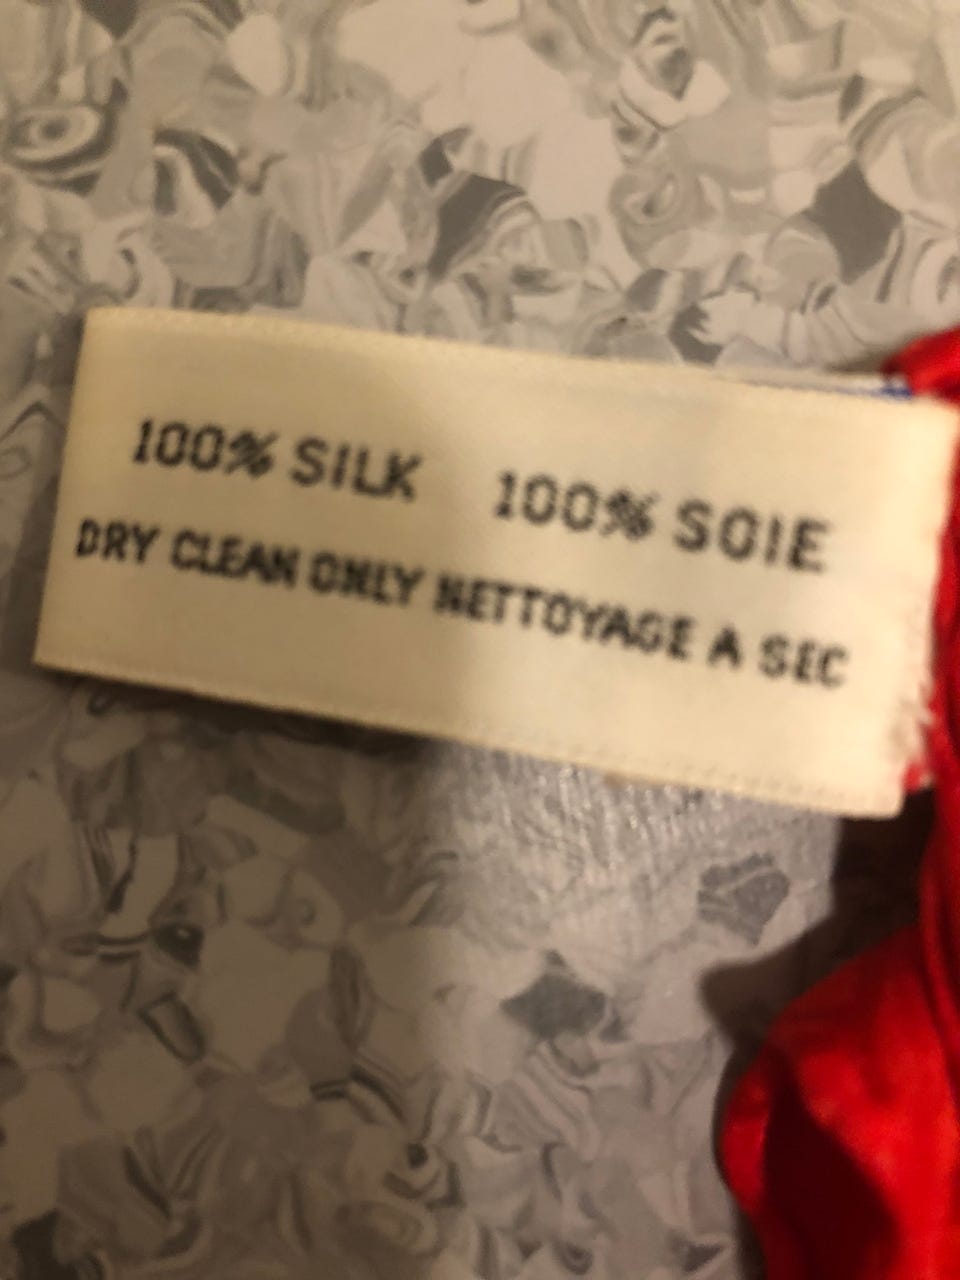 100% SILK 100% SOIE
DRY CLEAN ONLY NETTOYAGE A SEC